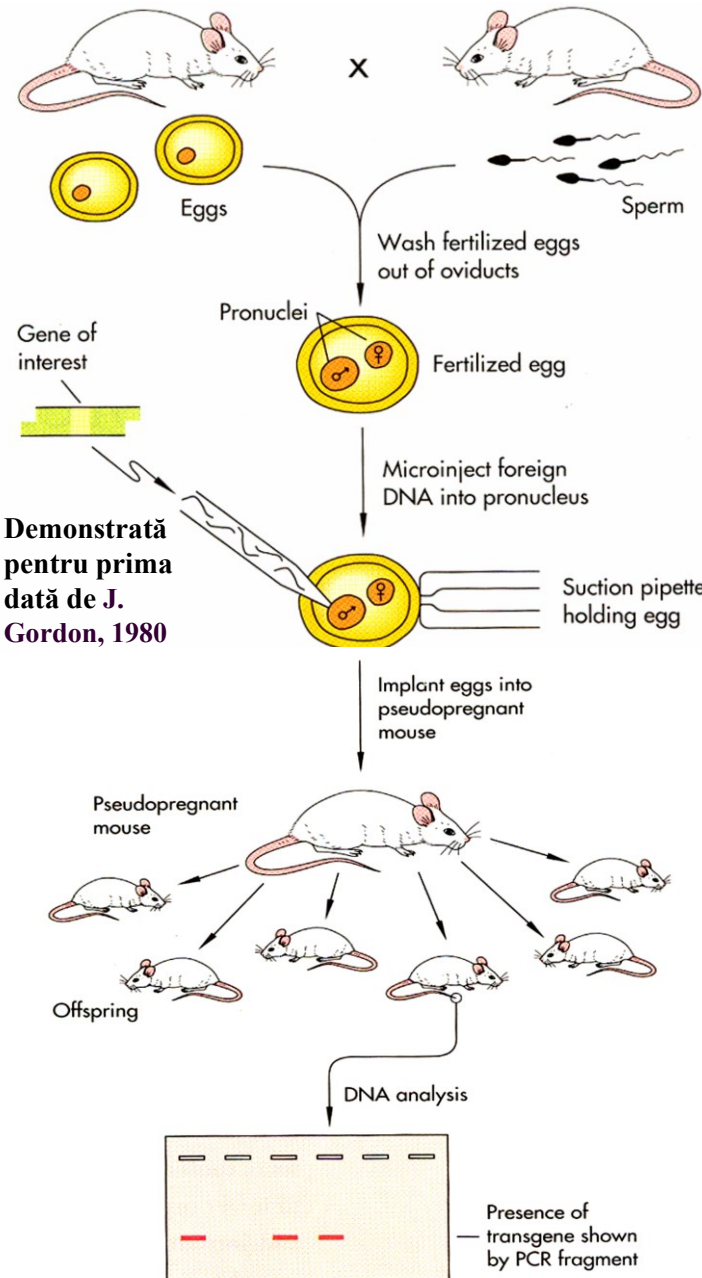 x
Eggs
Sperm
Wash fertilized eggs
out of oviducts
Pronuclei
Gene of
interest
♂
♀
Fertilized egg
Microinject foreign
DNA into pronucleus
Demonstrată
pentru prima
dată de J.
Gordon, 1980
♂
♀
Suction pipette
holding egg
Implant eggs into
pseudopregnant
mouse
Pseudopregnant
mouse
Offspring
DNA analysis
Presence of
transgene shown
by PCR fragment